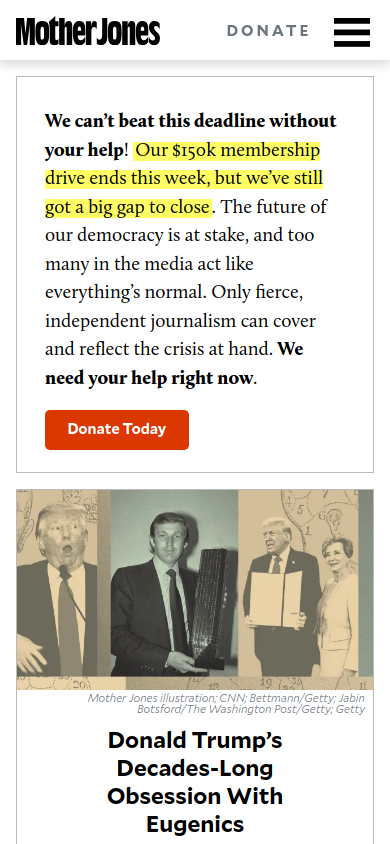 Mother Jones
DONATE
We can't beat this deadline without
your help! Our $150k membership
drive ends this week, but we've still
got a big gap to close. The future of
our democracy is at stake, and too
many in the media act like
everything's normal. Only fierce,
independent journalism can cover
and reflect the crisis at hand. We
need your help right now.
Donate Today
Mother Jones illustration; CNN; Bettmann/Getty; Jabin
Botsford/The Washington Post/Getty; Getty
Donald Trump's
Decades-Long
Obsession With
Eugenics